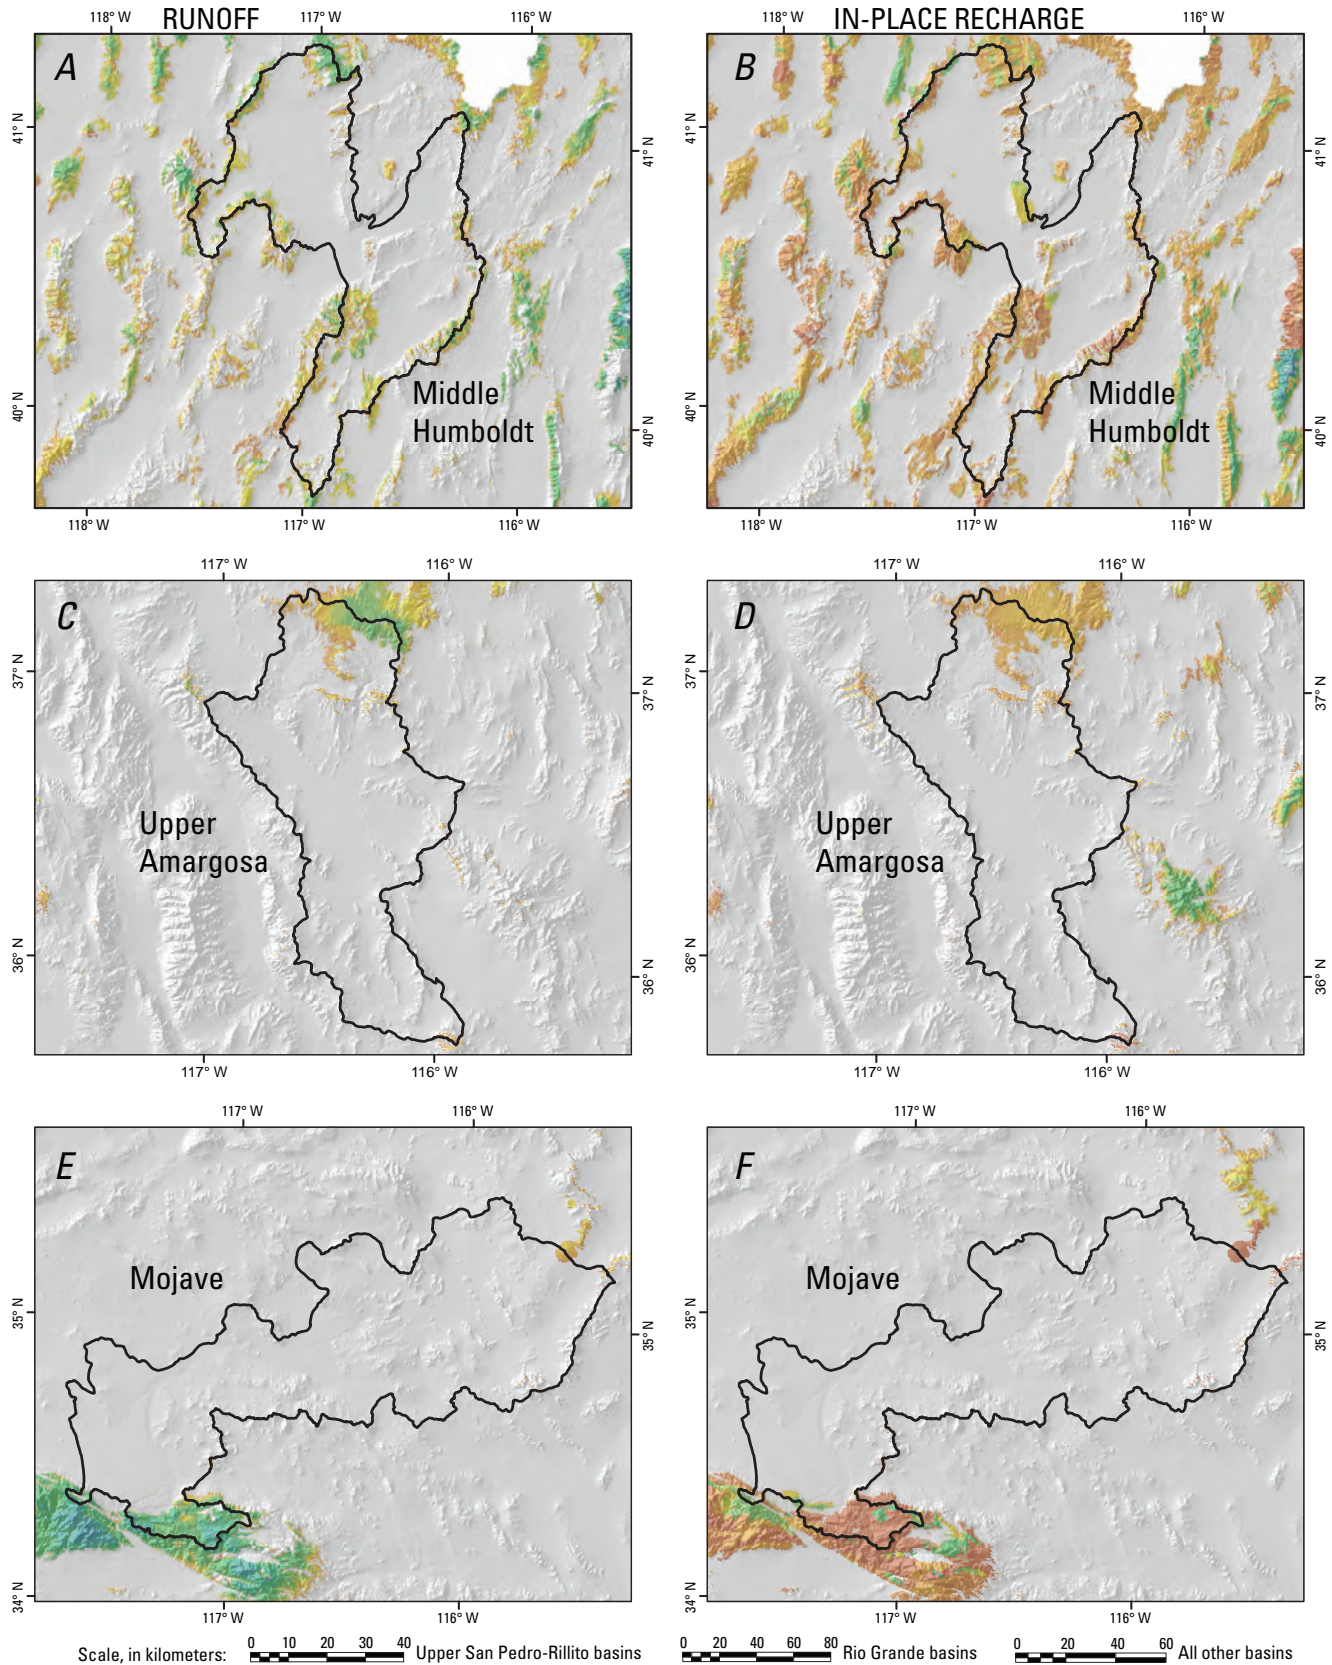 RUNOFF
IN-PLACE RECHARGE
118° W 117° W 116° W
118° W 116° W
A
B
41° N
41° N
41° N
41° N
Middle
Humboldt
Middle
Humboldt
40° N
40° N
40° N
40° N
118° W 117° W 116° W
118° W 117° W 116° W
117° W 116° W
117° W 116° W
C
D
37° N
37° N
37° N
37° N
Upper
Amargosa
Upper
Amargosa
36° N
36° N
36° N
36° N
117° W 116° W
117° W 116° W
117° W 116° W
117° W 116° W
E
F
Mojave
Mojave
35° N
35° N
35° N
35° N
34° N
34° N
117° W 116° W
117° W 116° W
Scale, in kilometers: 0 10 20 30 40 Upper San Pedro-Rillito basins
0 20 40 60 80 Rio Grande basins
0 20 40 60 All other basins